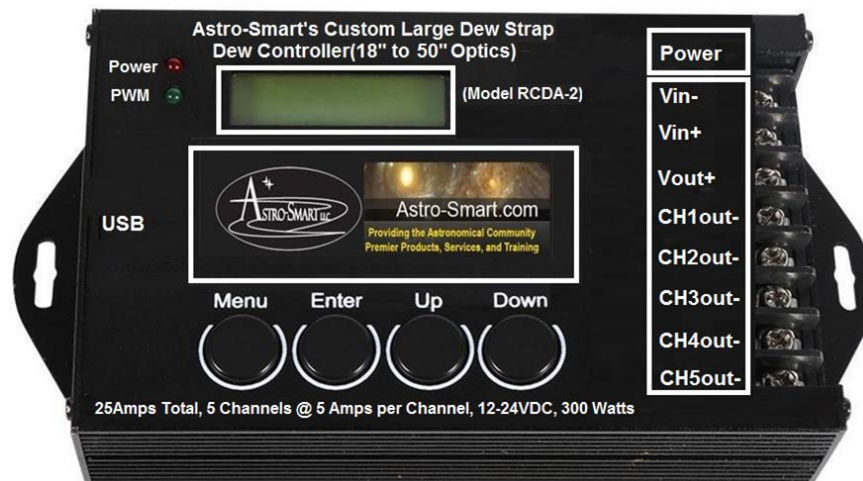 Astro-Smart's Custom Large Dew Strap
Dew Controller(18" to 50" Optics)
Power
PWM
(Model RCDA-2)
USB
ASTRO-SMART LLC
Astro-Smart.com
Providing the Astronomical Community
Premier Products, Services, and Training
Menu Enter Up Down
25Amps Total, 5 Channels @ 5 Amps per Channel, 12-24VDC, 300 Watts
Power
Vin-
Vin+
Vout+
CH1out-
CH2out-
CH3out-
CH4out-
CH5out-